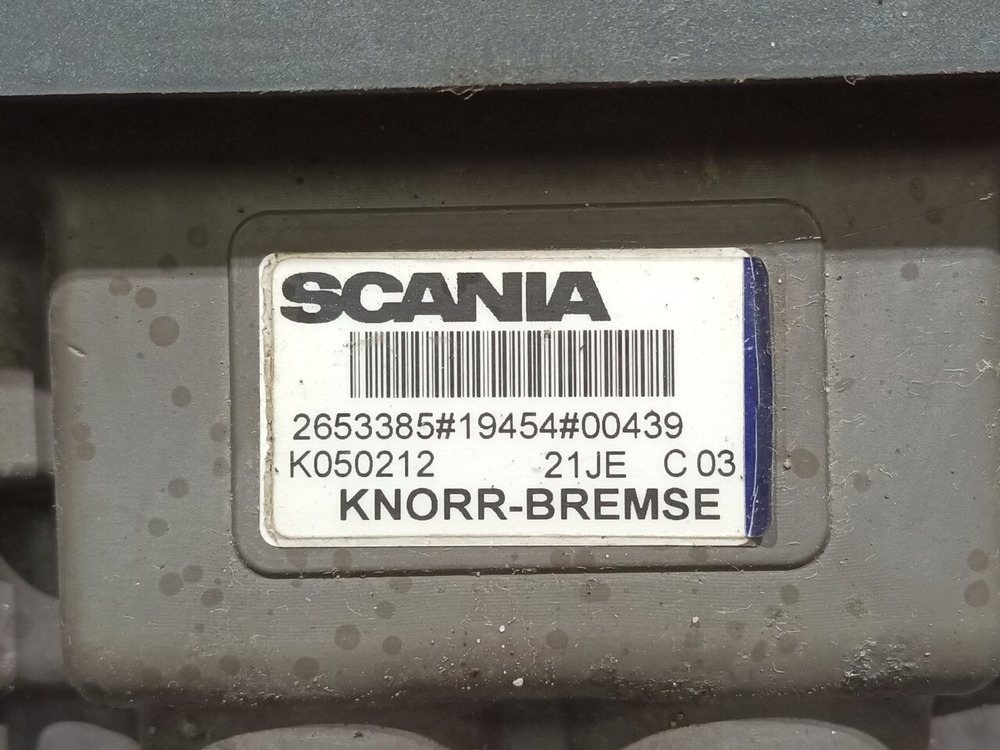 SCANIA
2653385#19454#00439
K050212 21JE C 03
KNORR-BREMSE